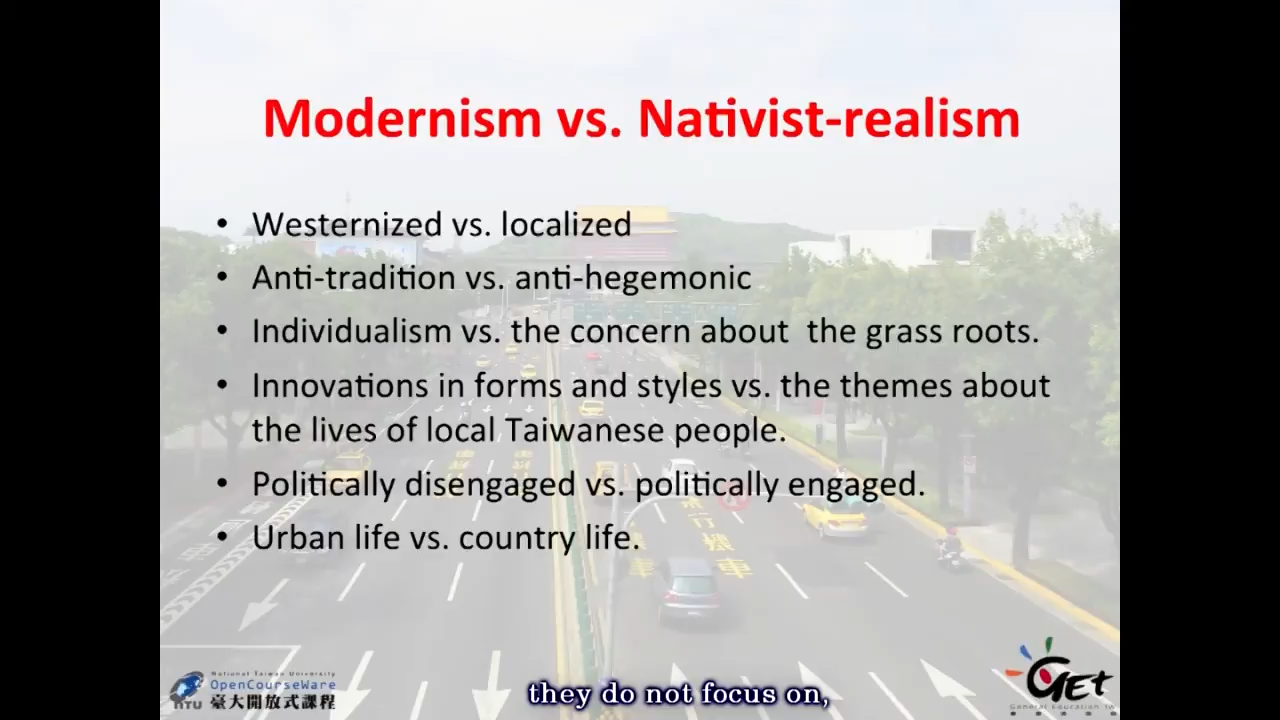 Modernism vs. Nativist-realism
• Westernized vs. localized
• Anti-tradition vs. anti-hegemonic
• Individualism vs. the concern about  the grass roots.
• Innovations in forms and styles vs. the themes about
the lives of local Taiwanese people.
• Politically disengaged vs. politically engaged.
• Urban life vs. country life.
National Taiwan University
OpenCourseWare
NTU 臺大開放式課程
they do not focus on,
GET
General Education